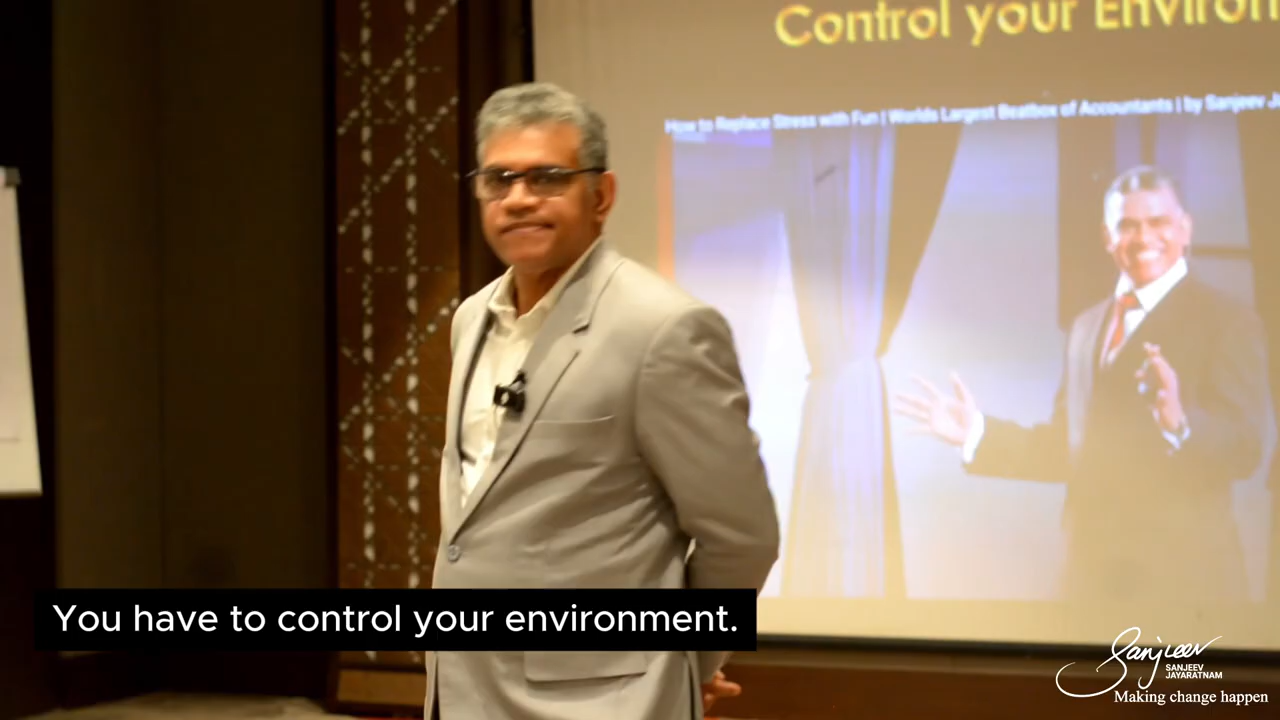 Control your Environ
How to Replace Stress with Fun | Worlds Largest Beatbox of Accountants | by Sanjeev J
You have to control your environment.
Sanjeev
SANJEEV
JAYARATNAM
Making change happen